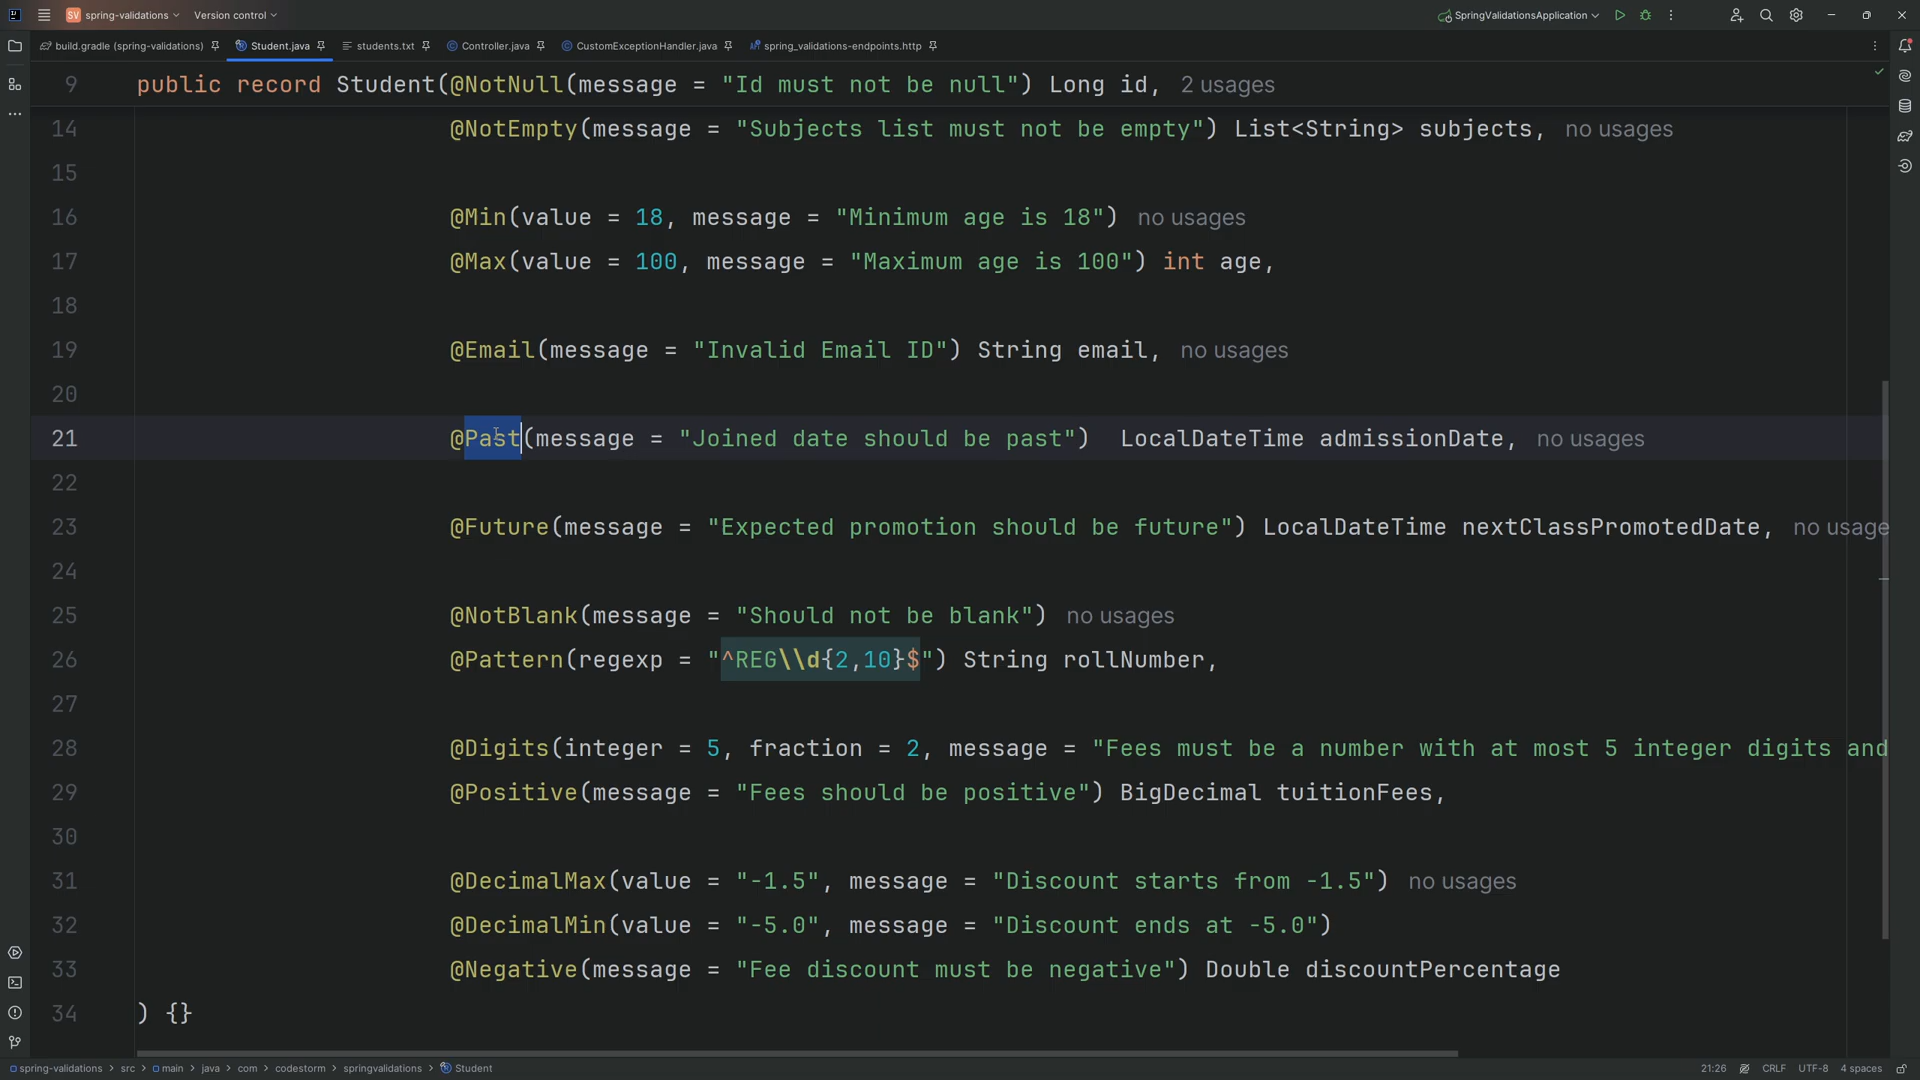 SV spring-validations Version control SpringValidationsApplication
build.gradle (spring-validations) Student.java students.txt Controller.java CustomExceptionHandler.java spring_validations-endpoints.http
9 public record Student(@NotNull(message = "Id must not be null") Long id, 2 usages
14 @NotEmpty(message = "Subjects list must not be empty") List<String> subjects, no usages
15
16 @Min(value = 18, message = "Minimum age is 18") no usages
17 @Max(value = 100, message = "Maximum age is 100") int age,
18
19 @Email(message = "Invalid Email ID") String email, no usages
20
21 @Past(message = "Joined date should be past")  LocalDateTime admissionDate, no usages
22
23 @Future(message = "Expected promotion should be future") LocalDateTime nextClassPromotedDate, no usage
24
25 @NotBlank(message = "Should not be blank") no usages
26 @Pattern(regexp = "^REG\\d{2,10}$") String rollNumber,
27
28 @Digits(integer = 5, fraction = 2, message = "Fees must be a number with at most 5 integer digits and
29 @Positive(message = "Fees should be positive") BigDecimal tuitionFees,
30
31 @DecimalMax(value = "-1.5", message = "Discount starts from -1.5") no usages
32 @DecimalMin(value = "-5.0", message = "Discount ends at -5.0")
33 @Negative(message = "Fee discount must be negative") Double discountPercentage
34 ) {}
spring-validations > src > main > java > com > codestorm > springvalidations > Student 21:26 CRLF UTF-8 4 spaces